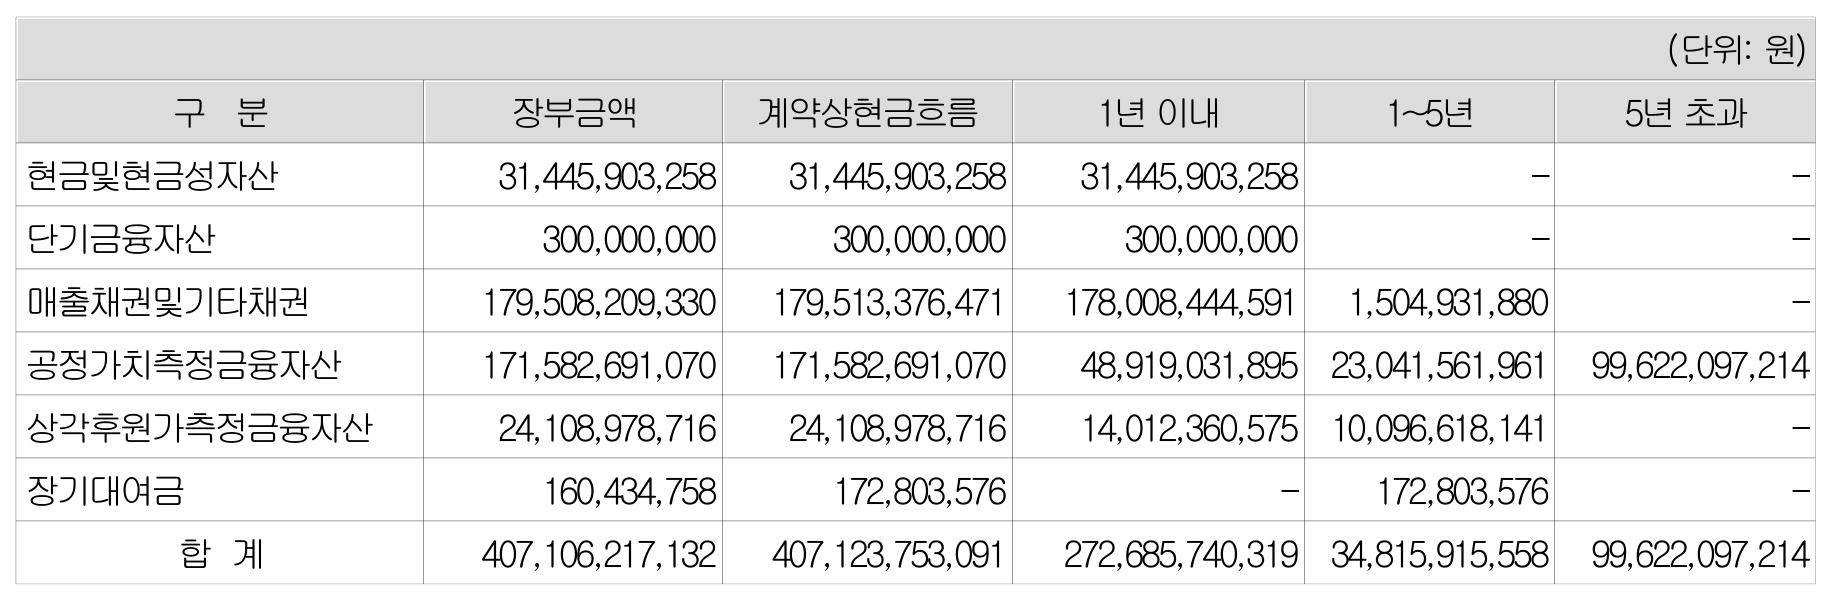 (단위: 원)
구 분 장부금액 계약상현금흐름 1년 이내 1~5년 5년 초과
현금및현금성자산 31,445,903,258 31,445,903,258 31,445,903,258 – –
단기금융자산 300,000,000 300,000,000 300,000,000 – –
매출채권및기타채권 179,508,209,330 179,513,376,471 178,008,444,591 1,504,931,880 –
공정가치측정금융자산 171,582,691,070 171,582,691,070 48,919,031,895 23,041,561,961 99,622,097,214
상각후원가측정금융자산 24,108,978,716 24,108,978,716 14,012,360,575 10,096,618,141 –
장기대여금 160,434,758 172,803,576 – 172,803,576 –
합 계 407,106,217,132 407,123,753,091 272,685,740,319 34,815,915,558 99,622,097,214